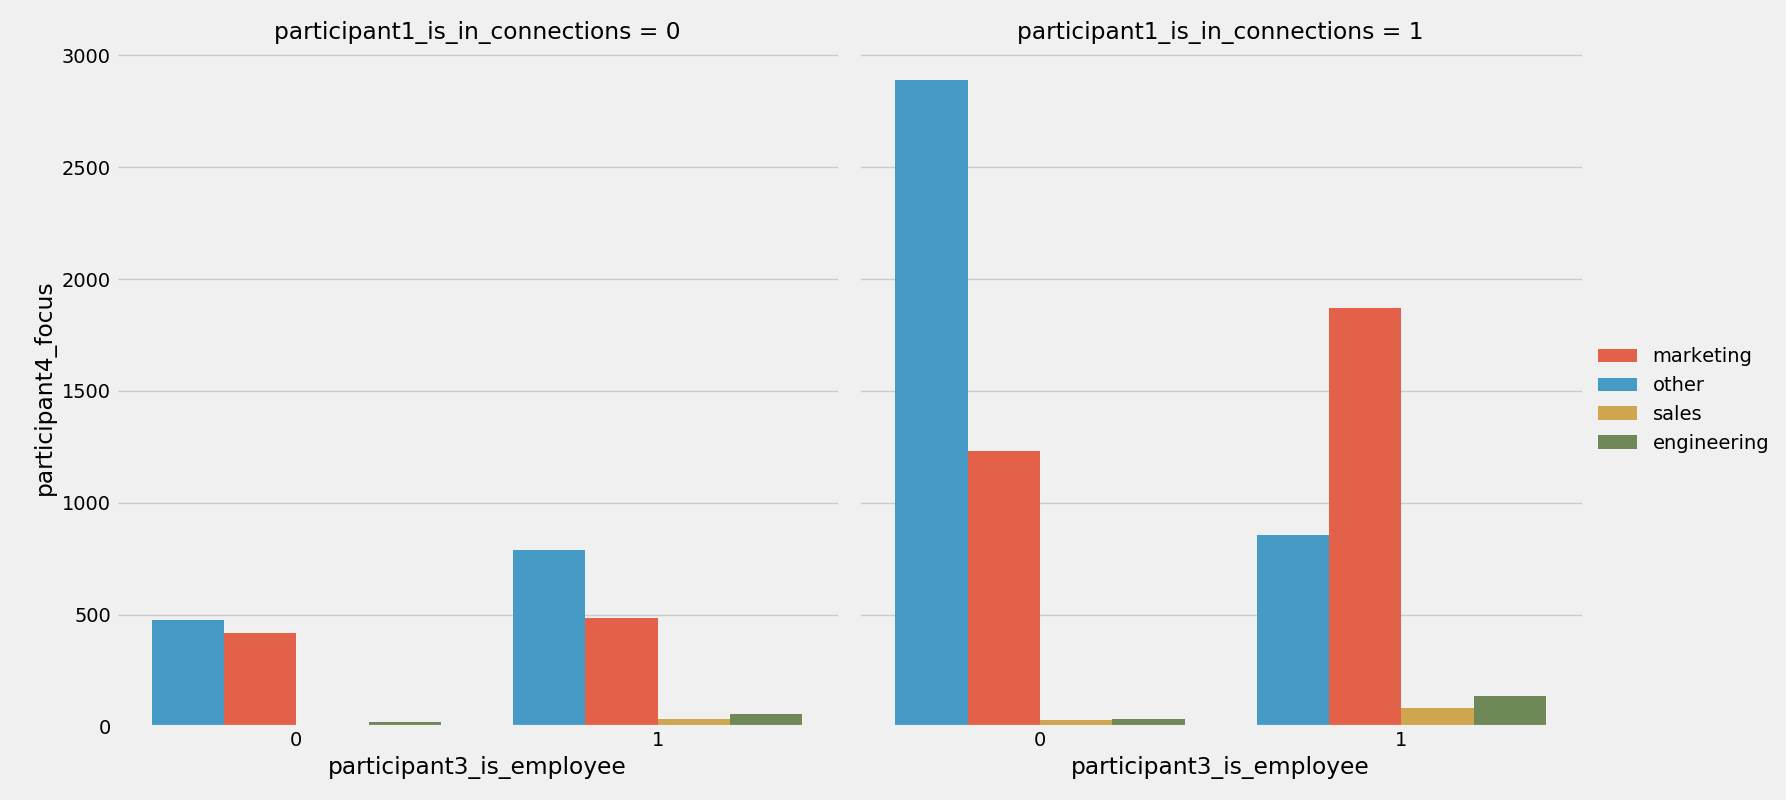 participant1_is_in_connections = 0
participant1_is_in_connections = 1
participant4_focus
3000
2500
2000
1500
1000
500
0
0
1
0
1
participant3_is_employee
participant3_is_employee
marketing
other
sales
engineering